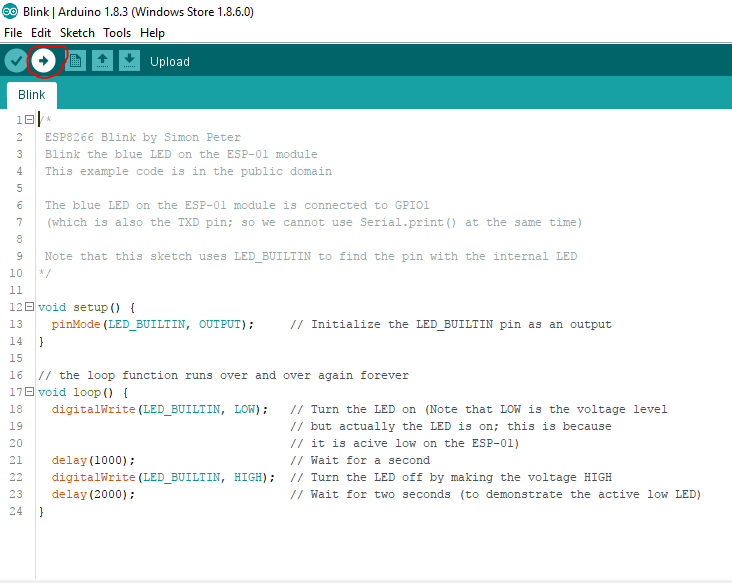 Blink | Arduino 1.8.3 (Windows Store 1.8.6.0)
File Edit Sketch Tools Help
Upload
Blink
1 /*
2 ESP8266 Blink by Simon Peter
3 Blink the blue LED on the ESP-01 module
4 This example code is in the public domain
5
6 The blue LED on the ESP-01 module is connected to GPIO1
7 (which is also the TXD pin; so we cannot use Serial.print() at the same time)
8
9 Note that this sketch uses LED_BUILTIN to find the pin with the internal LED
10 */
11
12 void setup() {
13 pinMode(LED_BUILTIN, OUTPUT); // Initialize the LED_BUILTIN pin as an output
14 }
15
16 // the loop function runs over and over again forever
17 void loop() {
18 digitalWrite(LED_BUILTIN, LOW); // Turn the LED on (Note that LOW is the voltage level
19 // but actually the LED is on; this is because
20 // it is acive low on the ESP-01)
21 delay(1000); // Wait for a second
22 digitalWrite(LED_BUILTIN, HIGH); // Turn the LED off by making the voltage HIGH
23 delay(2000); // Wait for two seconds (to demonstrate the active low LED)
24 }